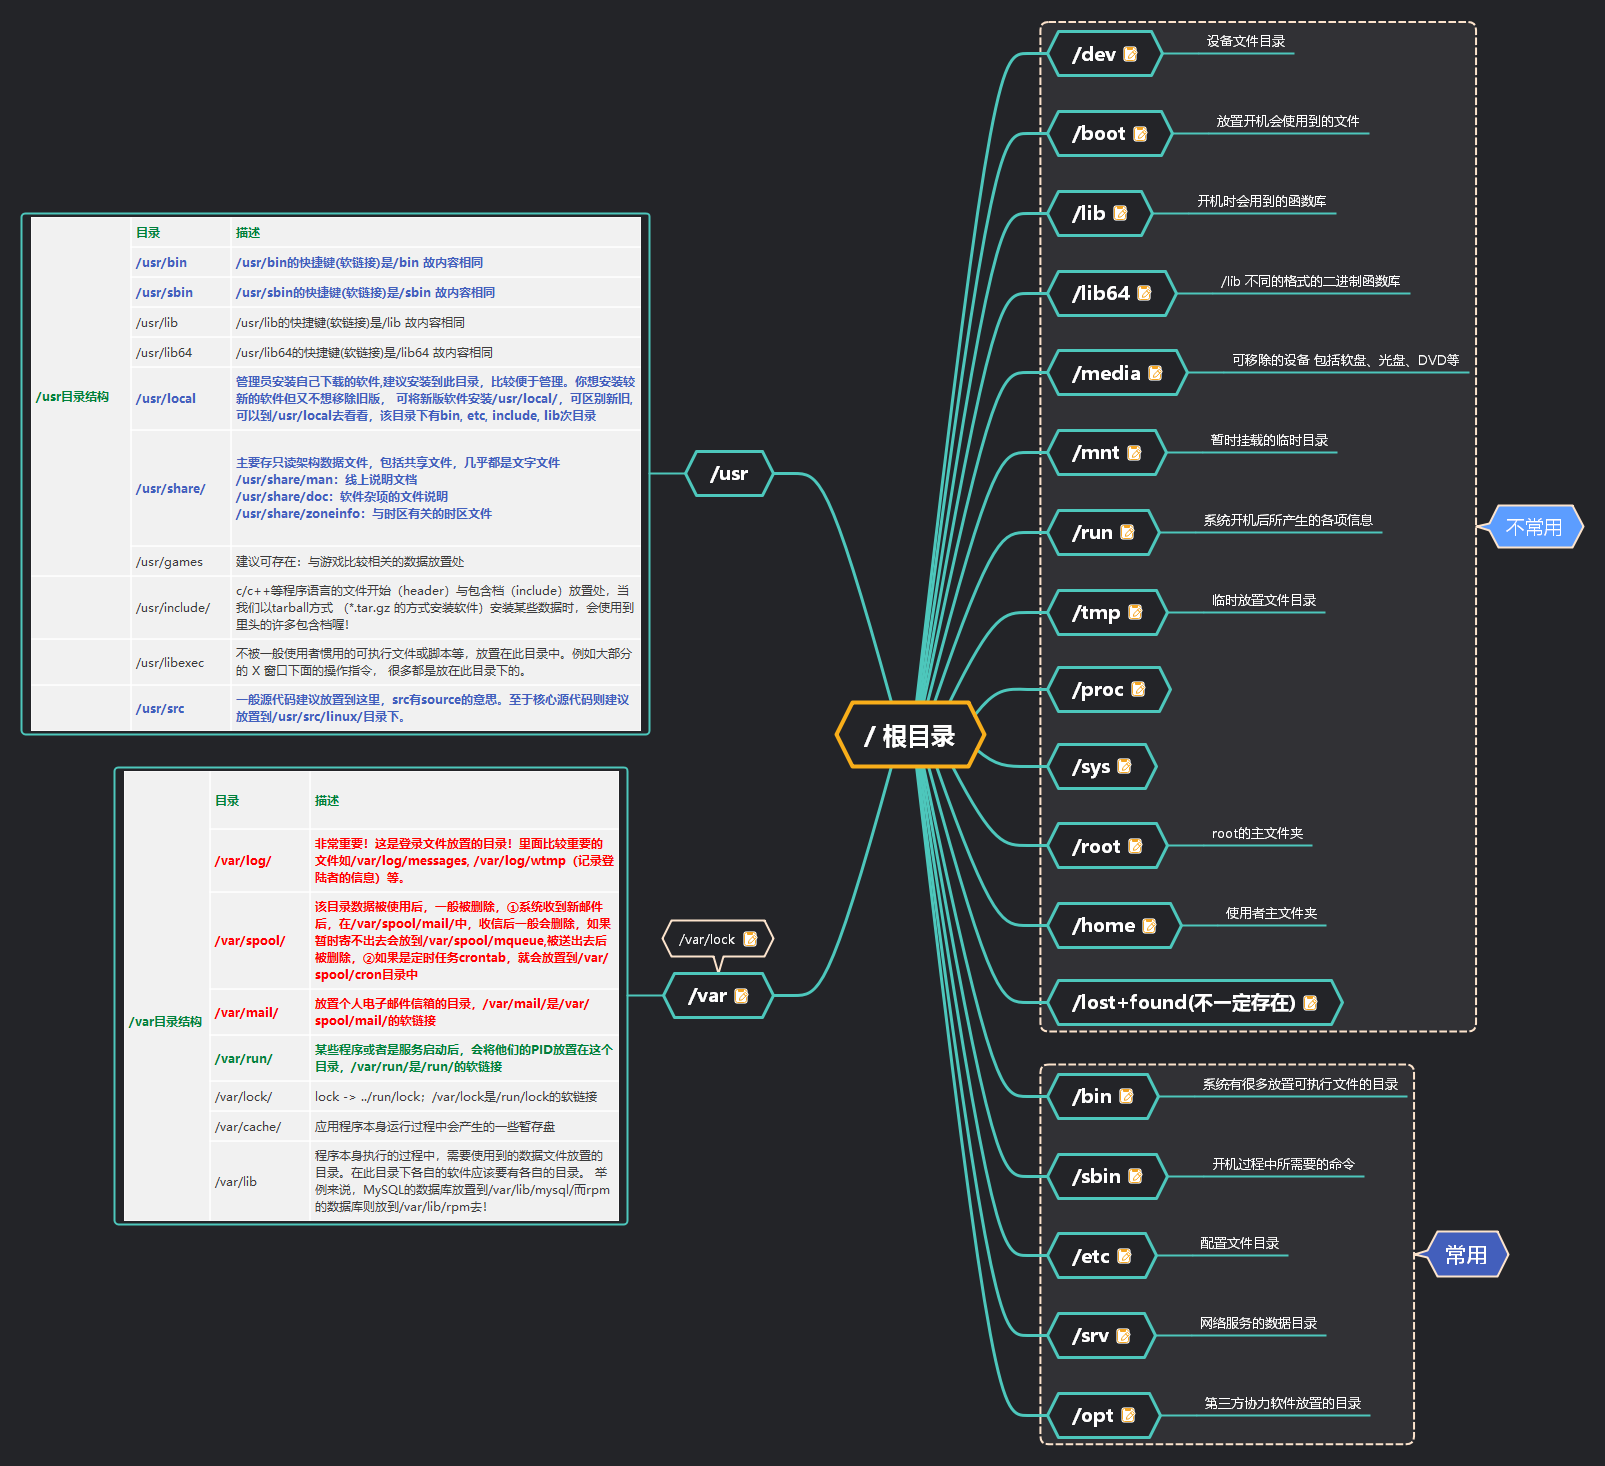 / 根目录
/usr
/usr目录结构
目录 描述
/usr/bin /usr/bin的快捷键(软链接)是/bin 故内容相同
/usr/sbin /usr/sbin的快捷键(软链接)是/sbin 故内容相同
/usr/lib /usr/lib的快捷键(软链接)是/lib 故内容相同
/usr/lib64 /usr/lib64的快捷键(软链接)是/lib64 故内容相同
/usr/local
管理员安装自己下载的软件,建议安装到此目录，比较便于管理。你想安装较
新的软件但又不想移除旧版， 可将新版软件安装/usr/local/，可区别新旧,
可以到/usr/local去看看，该目录下有bin, etc, include, lib次目录
/usr/share/
主要存只读架构数据文件，包括共享文件，几乎都是文字文件
/usr/share/man：线上说明文档
/usr/share/doc：软件杂项的文件说明
/usr/share/zoneinfo：与时区有关的时区文件
/usr/games 建议可存在：与游戏比较相关的数据放置处
/usr/include/
c/c++等程序语言的文件开始（header）与包含档（include）放置处，当
我们以tarball方式 （*.tar.gz 的方式安装软件）安装某些数据时，会使用到
里头的许多包含档喔！
/usr/libexec
不被一般使用者惯用的可执行文件或脚本等，放置在此目录中。例如大部分
的 X 窗口下面的操作指令， 很多都是放在此目录下的。
/usr/src
一般源代码建议放置到这里，src有source的意思。至于核心源代码则建议
放置到/usr/src/linux/目录下。
/var/lock
/var
/var目录结构
目录 描述
/var/log/
非常重要！这是登录文件放置的目录！里面比较重要的
文件如/var/log/messages, /var/log/wtmp（记录登
陆者的信息）等。
/var/spool/
该目录数据被使用后，一般被删除，①系统收到新邮件
后，在/var/spool/mail/中，收信后一般会删除，如果
暂时寄不出去会放到/var/spool/mqueue,被送出去后
被删除，②如果是定时任务crontab，就会放置到/var/
spool/cron目录中
/var/mail/
放置个人电子邮件信箱的目录，/var/mail/是/var/
spool/mail/的软链接
/var/run/
某些程序或者是服务启动后，会将他们的PID放置在这个
目录，/var/run/是/run/的软链接
/var/lock/ lock -> ../run/lock；/var/lock是/run/lock的软链接
/var/cache/ 应用程序本身运行过程中会产生的一些暂存盘
/var/lib
程序本身执行的过程中，需要使用到的数据文件放置的
目录。在此目录下各自的软件应该要有各自的目录。 举
例来说，MySQL的数据库放置到/var/lib/mysql/而rpm
的数据库则放到/var/lib/rpm去！
/dev 设备文件目录
/boot 放置开机会使用到的文件
/lib 开机时会用到的函数库
/lib64 /lib 不同的格式的二进制函数库
/media 可移除的设备 包括软盘、光盘、DVD等
/mnt 暂时挂载的临时目录
/run 系统开机后所产生的各项信息
/tmp 临时放置文件目录
/proc
/sys
/root root的主文件夹
/home 使用者主文件夹
/lost+found(不一定存在)
不常用
/bin 系统有很多放置可执行文件的目录
/sbin 开机过程中所需要的命令
/etc 配置文件目录
/srv 网络服务的数据目录
/opt 第三方协力软件放置的目录
常用